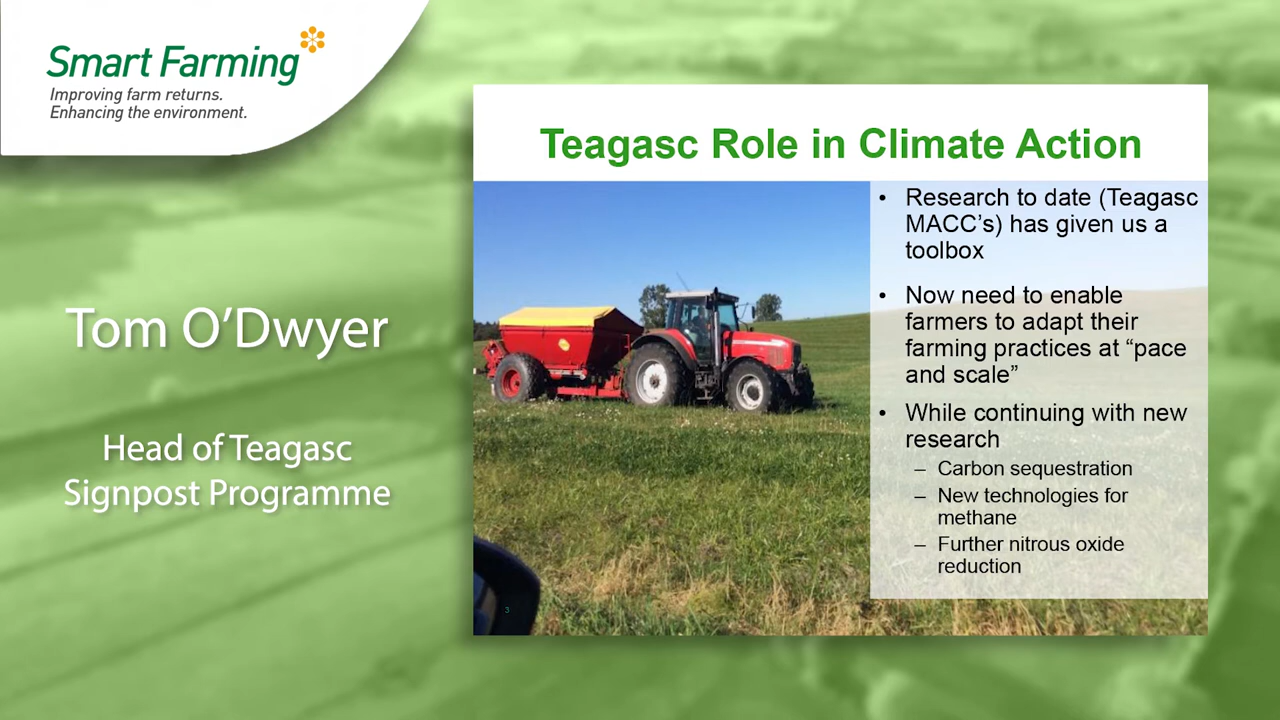 Smart Farming
Improving farm returns.
Enhancing the environment.
Tom O’Dwyer
Head of Teagasc
Signpost Programme
Teagasc Role in Climate Action
• Research to date (Teagasc
MACC’s) has given us a
toolbox
• Now need to enable
farmers to adapt their
farming practices at “pace
and scale”
• While continuing with new
research
– Carbon sequestration
– New technologies for
methane
– Further nitrous oxide
reduction
3